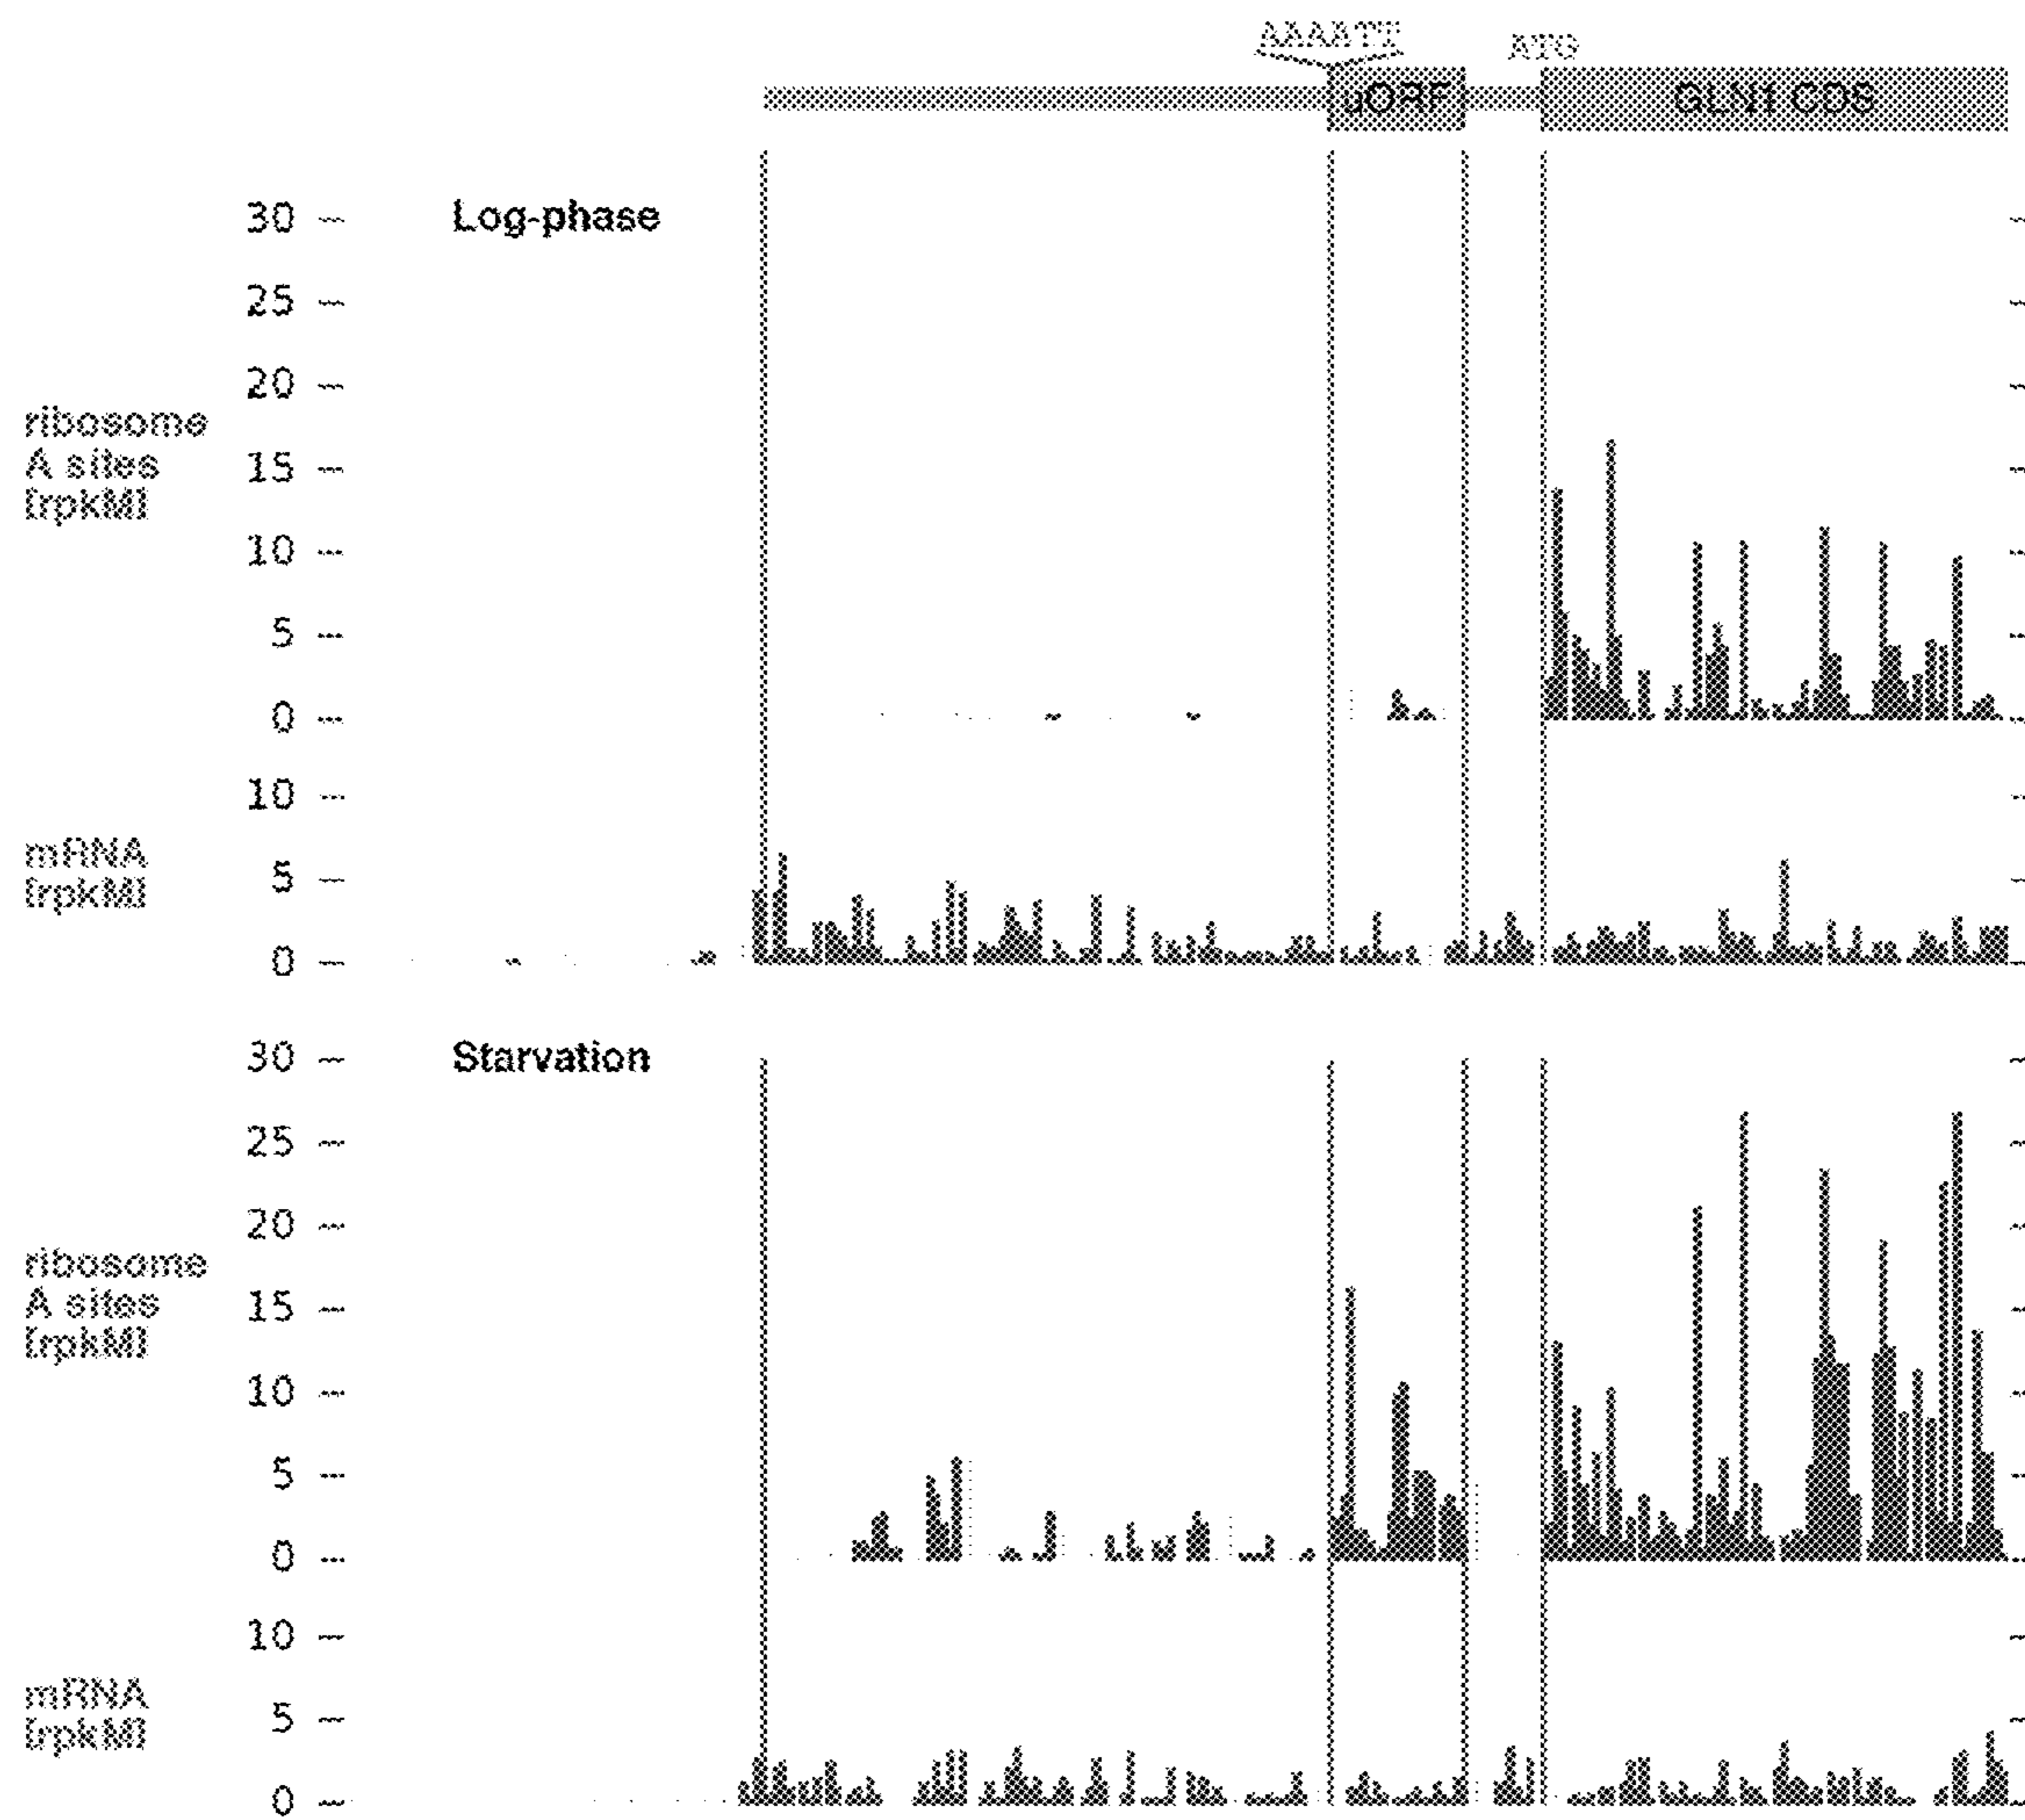 AAAATT ATG
uORF GLN1 CDS
30
Log-phase
25
20
ribosome
A sites
[rpkM]
15
10
5
0
10
mRNA
[rpkM]
5
0
30
Starvation
25
20
ribosome
A sites
[rpkM]
15
10
5
0
10
mRNA
[rpkM]
5
0